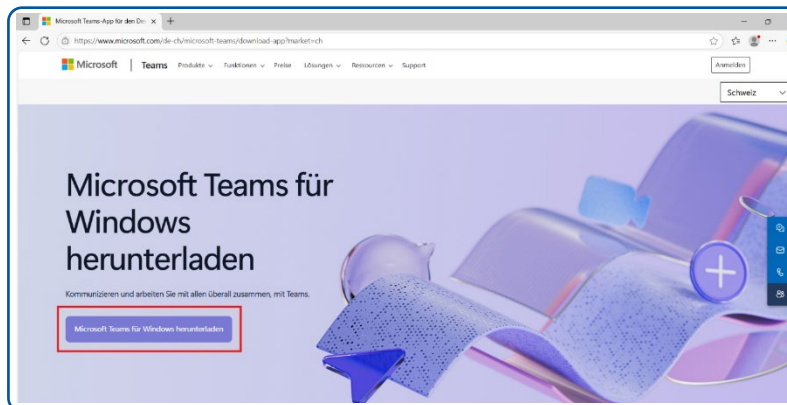 Microsoft Teams-App für den Des
https://www.microsoft.com/de-ch/microsoft-teams/download-app?market=ch
Microsoft Teams Produkte Funktionen Preise Lösungen Ressourcen Support Anmelden
Schweiz
Microsoft Teams für
Windows
herunterladen
Kommunizieren und arbeiten Sie mit allen überall zusammen, mit Teams.
Microsoft Teams für Windows herunterladen